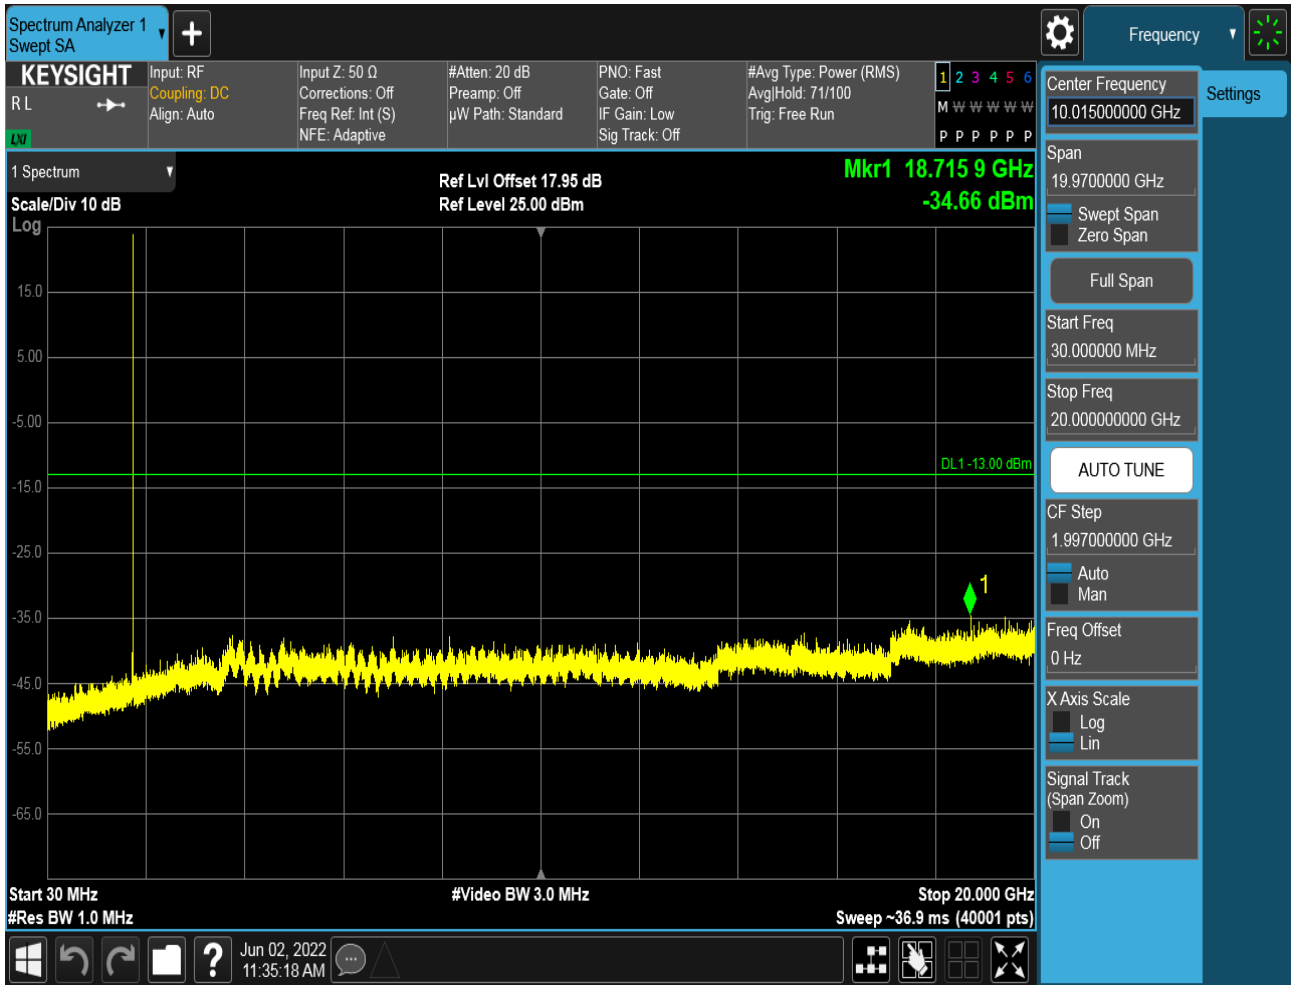 Spectrum Analyzer 1
Swept SA
Frequency
KEYSIGHT
R L
LXI
Input: RF
Coupling: DC
Align: Auto
Input Z: 50 Ω
Corrections: Off
Freq Ref: Int (S)
NFE: Adaptive
#Atten: 20 dB
Preamp: Off
µW Path: Standard
PNO: Fast
Gate: Off
IF Gain: Low
Sig Track: Off
#Avg Type: Power (RMS)
Avg|Hold: 71/100
Trig: Free Run
1 2 3 4 5 6
M W W W W W
P P P P P P
1 Spectrum
Scale/Div 10 dB
Log
Ref Lvl Offset 17.95 dB
Ref Level 25.00 dBm
Mkr1 18.715 9 GHz
-34.66 dBm
15.0
5.00
-5.00
-15.0
-25.0
-35.0
-45.0
-55.0
-65.0
DL1 -13.00 dBm
1
Start 30 MHz
#Res BW 1.0 MHz
#Video BW 3.0 MHz
Stop 20.000 GHz
Sweep ~36.9 ms (40001 pts)
Jun 02, 2022
11:35:18 AM
Center Frequency
10.015000000 GHz
Span
19.9700000 GHz
Swept Span
Zero Span
Full Span
Start Freq
30.000000 MHz
Stop Freq
20.000000000 GHz
AUTO TUNE
CF Step
1.997000000 GHz
Auto
Man
Freq Offset
0 Hz
X Axis Scale
Log
Lin
Signal Track
(Span Zoom)
On
Off
Settings